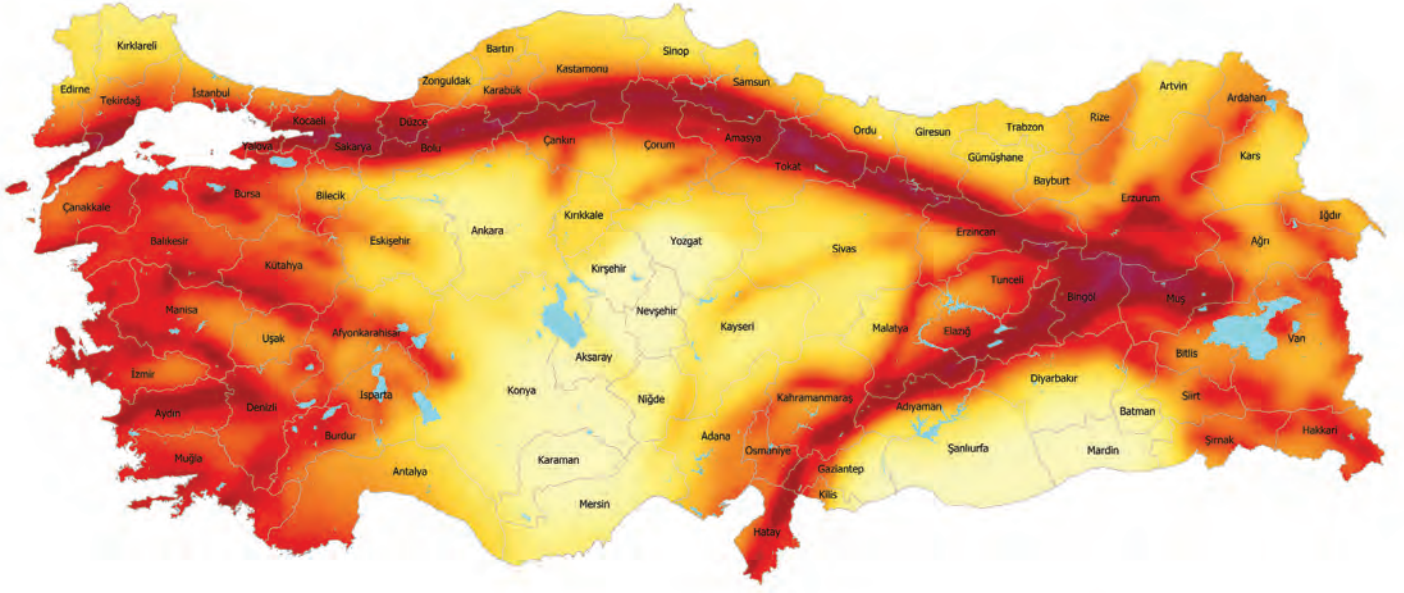 Kırklareli
Edirne
Tekirdağ
İstanbul
Kocaeli
Yalova
Sakarya
Düzce
Bolu
Zonguldak
Bartın
Karabük
Kastamonu
Sinop
Samsun
Çankırı
Çorum
Amasya
Tokat
Ordu
Giresun
Gümüşhane
Trabzon
Bayburt
Rize
Artvin
Ardahan
Kars
Iğdır
Erzurum
Ağrı
Çanakkale
Bursa
Bilecik
Balıkesir
Kütahya
Eskişehir
Ankara
Kırıkkale
Yozgat
Kırşehir
Nevşehir
Sivas
Erzincan
Tunceli
Bingöl
Muş
Van
Bitlis
Manisa
Uşak
Afyonkarahisar
İzmir
Aydın
Denizli
Isparta
Burdur
Muğla
Antalya
Konya
Aksaray
Niğde
Kayseri
Malatya
Elazığ
Diyarbakır
Batman
Siirt
Şırnak
Hakkari
Kahramanmaraş
Adıyaman
Adana
Osmaniye
Gaziantep
Kilis
Şanlıurfa
Mardin
Karaman
Mersin
Hatay